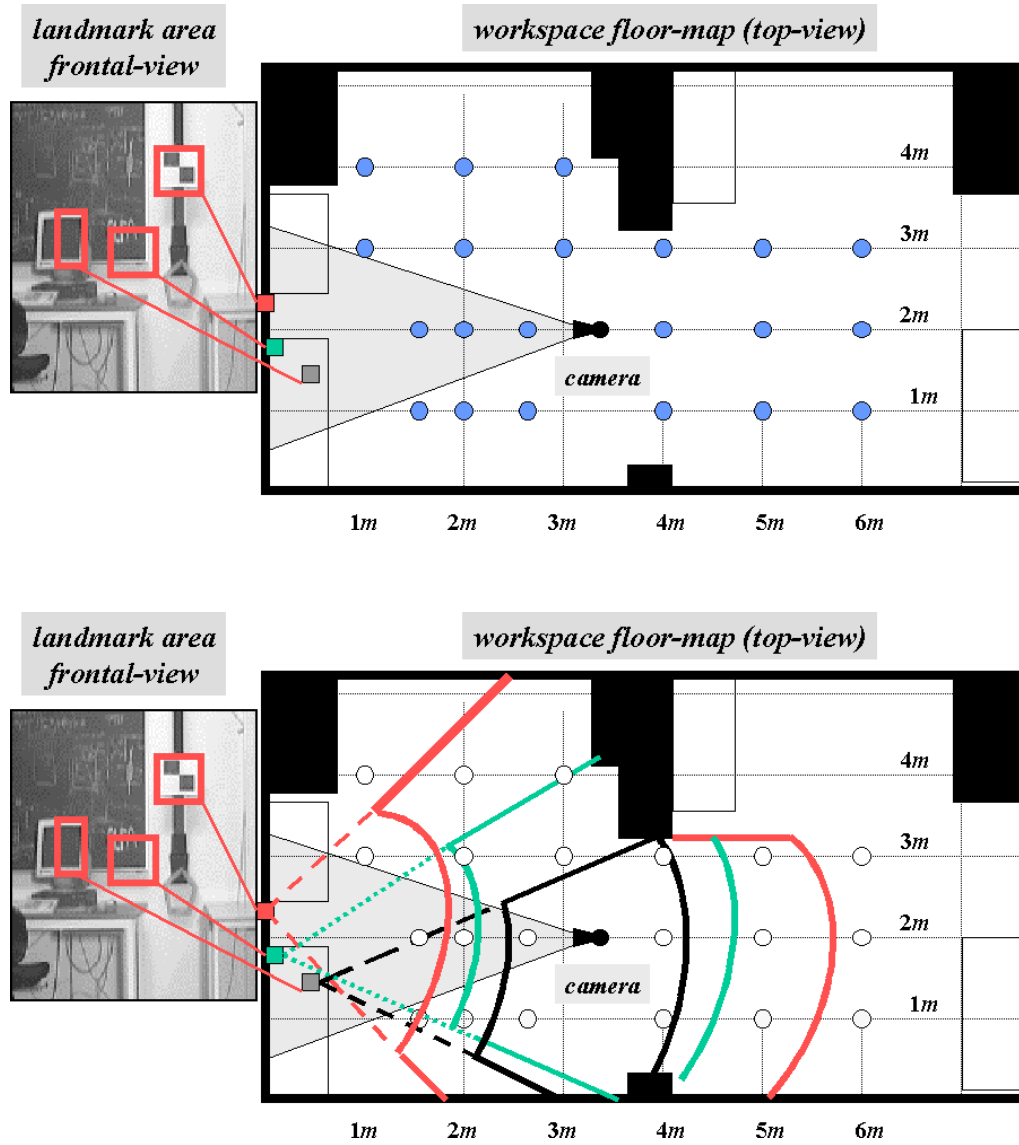 landmark area
frontal-view
workspace floor-map (top-view)
4m
3m
2m
1m
camera
1m 2m 3m 4m 5m 6m
landmark area
frontal-view
workspace floor-map (top-view)
4m
3m
2m
1m
camera
1m 2m 3m 4m 5m 6m